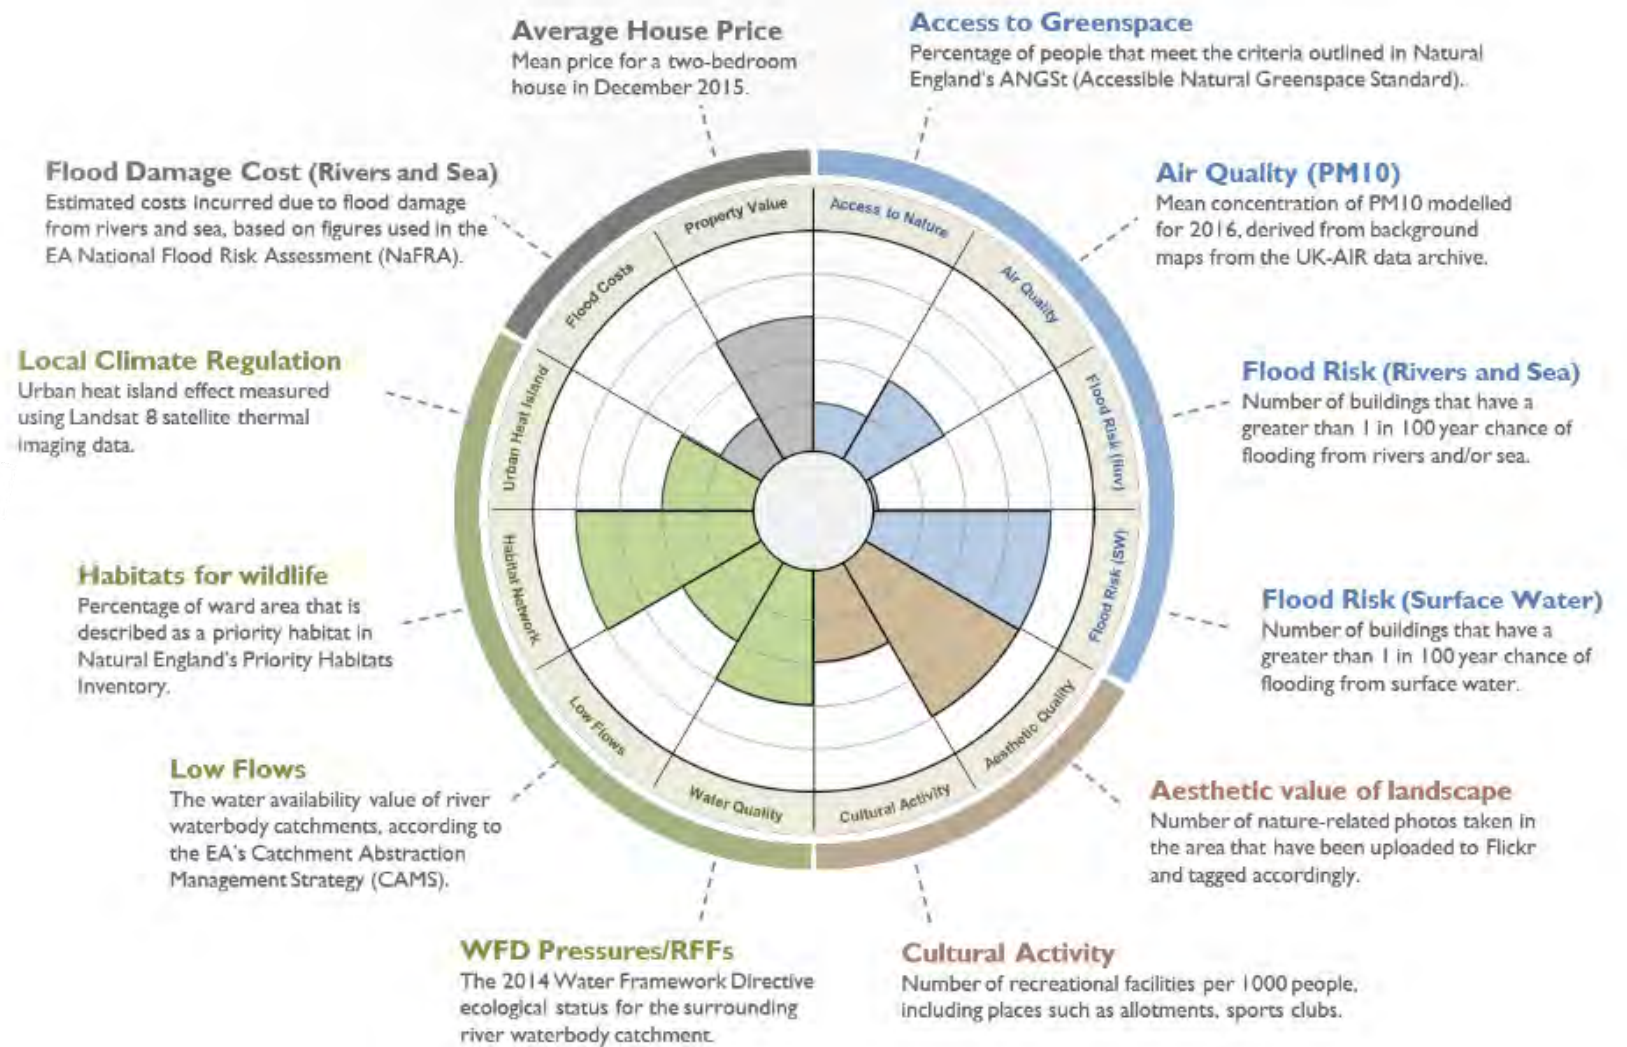 Average House Price
Mean price for a two-bedroom
house in December 2015.
Access to Greenspace
Percentage of people that meet the criteria outlined in Natural
England's ANGSt (Accessible Natural Greenspace Standard).
Flood Damage Cost (Rivers and Sea)
Estimated costs incurred due to flood damage
from rivers and sea, based on figures used in the
EA National Flood Risk Assessment (NaFRA).
Air Quality (PM10)
Mean concentration of PM10 modelled
for 2016, derived from background
maps from the UK-AIR data archive.
Local Climate Regulation
Urban heat island effect measured
using Landsat 8 satellite thermal
imaging data.
Flood Risk (Rivers and Sea)
Number of buildings that have a
greater than 1 in 100 year chance of
flooding from rivers and/or sea.
Habitats for wildlife
Percentage of ward area that is
described as a priority habitat in
Natural England's Priority Habitats
Inventory.
Flood Risk (Surface Water)
Number of buildings that have a
greater than 1 in 100 year chance of
flooding from surface water.
Low Flows
The water availability value of river
waterbody catchments, according to
the EA's Catchment Abstraction
Management Strategy (CAMS).
Aesthetic value of landscape
Number of nature-related photos taken in
the area that have been uploaded to Flickr
and tagged accordingly.
WFD Pressures/RFFs
The 2014 Water Framework Directive
ecological status for the surrounding
river waterbody catchment.
Cultural Activity
Number of recreational facilities per 1000 people,
including places such as allotments, sports clubs.
Property Value
Access to Nature
Air Quality
Flood Risk (fluv)
Flood Risk (SW)
Aesthetic Quality
Cultural Activity
Water Quality
Low Flows
Habitat Network
Urban Heat Island
Flood Costs